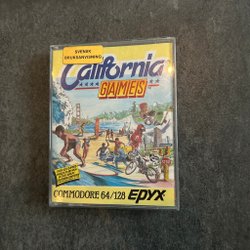 SVENSK
BRUKSANVISNING
California
GAMES
COMMODORE 64/128 EPYX